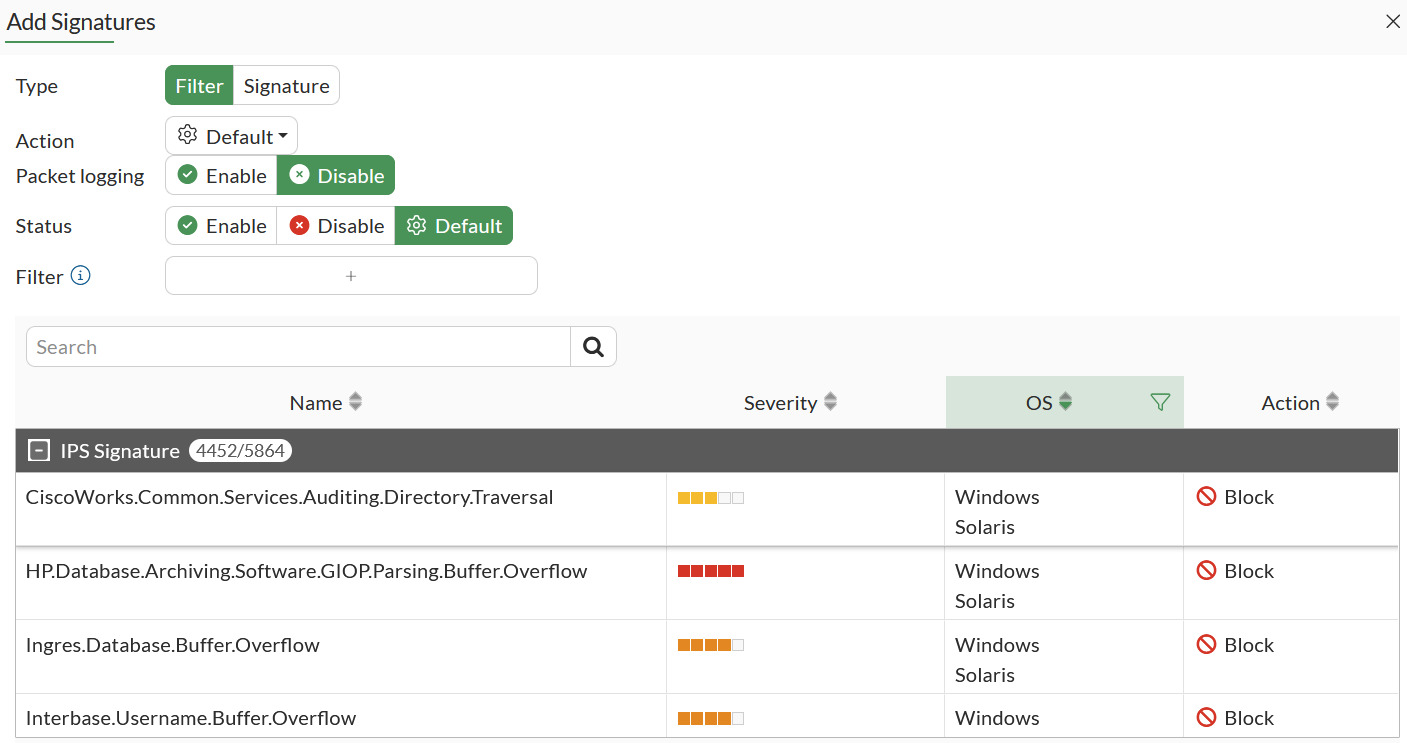 Add Signatures
Type Filter Signature
Action Default
Packet logging Enable Disable
Status Enable Disable Default
Filter +
Search
Name Severity OS Action
IPS Signature 4452/5864
CiscoWorks.Common.Services.Auditing.Directory.Traversal Windows Block
Solaris
HP.Database.Archiving.Software.GIOP.Parsing.Buffer.Overflow Windows Block
Solaris
Ingres.Database.Buffer.Overflow Windows Block
Solaris
Interbase.Username.Buffer.Overflow Windows Block